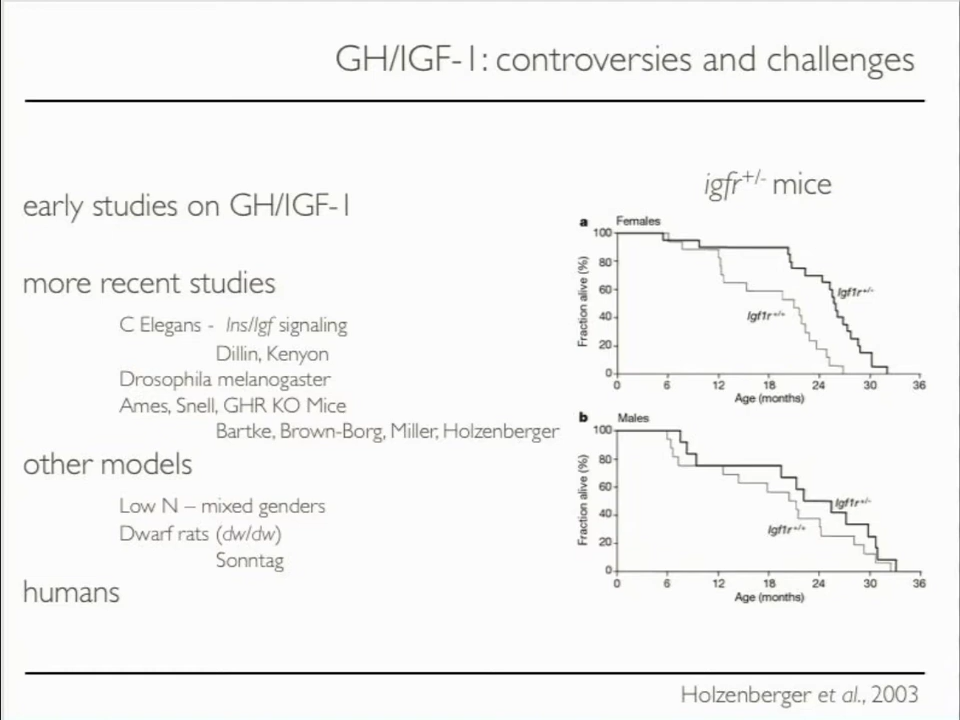 GH/IGF-1: controversies and challenges
early studies on GH/IGF-1
more recent studies
C Elegans - Ins/Igf signaling
Dillin, Kenyon
Drosophila melanogaster
Ames, Snell, GHR KO Mice
Bartke, Brown-Borg, Miller, Holzenberger
other models
Low N – mixed genders
Dwarf rats (dw/dw)
Sonntag
humans
igfr+/- mice
a Females
Fraction alive (%)
100
80
60
40
20
0
Igf1r+/-
Igf1r+/+
0 6 12 18 24 30 36
Age (months)
b Males
Fraction alive (%)
100
80
60
40
20
0
Igf1r+/-
Igf1r+/+
0 6 12 18 24 30 36
Age (months)
Holzenberger et al., 2003